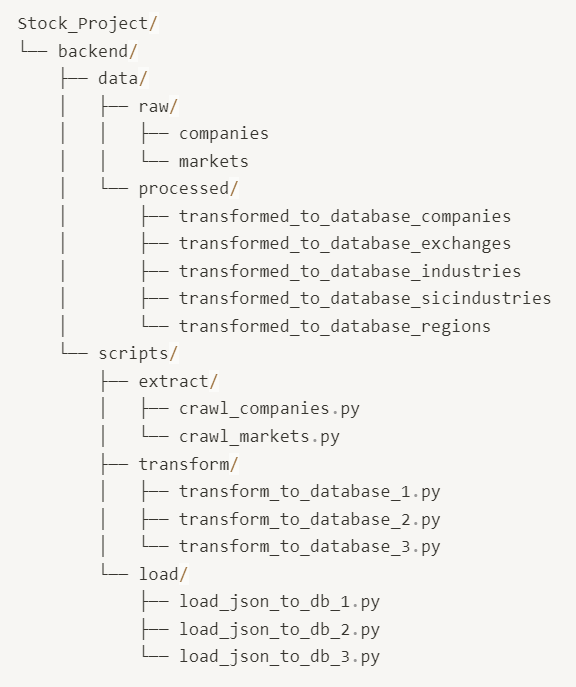 Stock_Project/
└── backend/
    ├── data/
    │   ├── raw/
    │   │   ├── companies
    │   │   └── markets
    │   └── processed/
    │       ├── transformed_to_database_companies
    │       ├── transformed_to_database_exchanges
    │       ├── transformed_to_database_industries
    │       ├── transformed_to_database_sicindustries
    │       └── transformed_to_database_regions
    └── scripts/
        ├── extract/
        │   ├── crawl_companies.py
        │   └── crawl_markets.py
        ├── transform/
        │   ├── transform_to_database_1.py
        │   ├── transform_to_database_2.py
        │   └── transform_to_database_3.py
        └── load/
            ├── load_json_to_db_1.py
            ├── load_json_to_db_2.py
            └── load_json_to_db_3.py